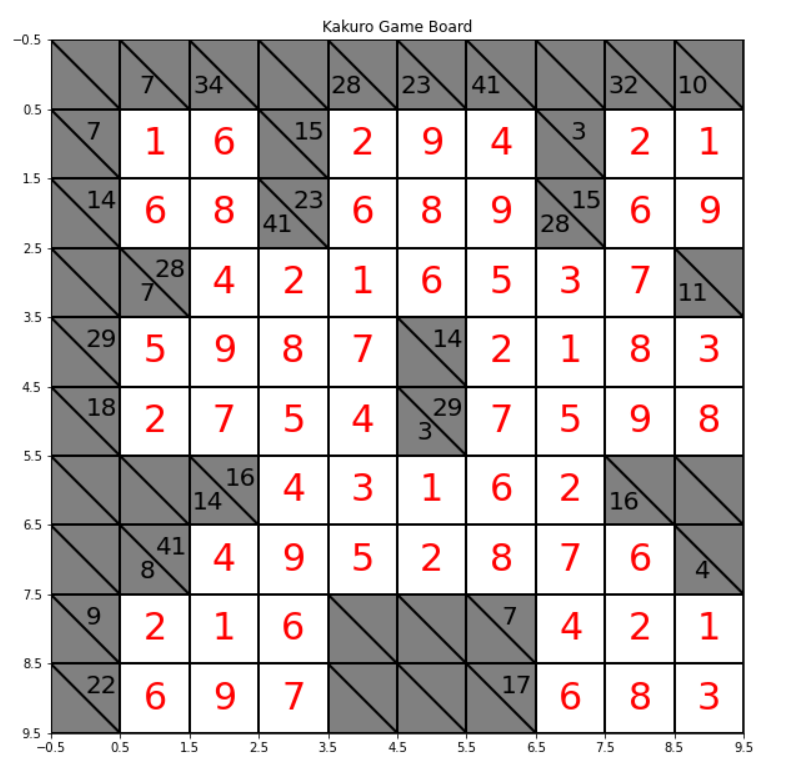 Kakuro Game Board
−0.5
7 34 28 23 41 32 10
0.5
7 1 6 15 2 9 4 3 2 1
1.5
14 6 8 23 41 6 8 9 15 28 6 9
2.5
28 7 4 2 1 6 5 3 7 11
3.5
29 5 9 8 7 14 2 1 8 3
4.5
18 2 7 5 4 29 3 7 5 9 8
5.5
16 14 4 3 1 6 2 16
6.5
41 8 4 9 5 2 8 7 6 4
7.5
9 2 1 6 7 4 2 1
8.5
22 6 9 7 17 6 8 3
9.5
−0.5 0.5 1.5 2.5 3.5 4.5 5.5 6.5 7.5 8.5 9.5